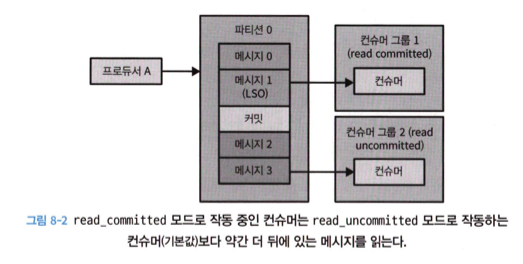 파티션 0
메시지 0
메시지 1
(LSO)
커밋
메시지 2
메시지 3
프로듀서 A
컨슈머 그룹 1
(read committed)
컨슈머
컨슈머 그룹 2 (read
uncommitted)
컨슈머
그림 8-2 read_committed 모드로 작동 중인 컨슈머는 read_uncommitted 모드로 작동하는
컨슈머(기본값)보다 약간 더 뒤에 있는 메시지를 읽는다.